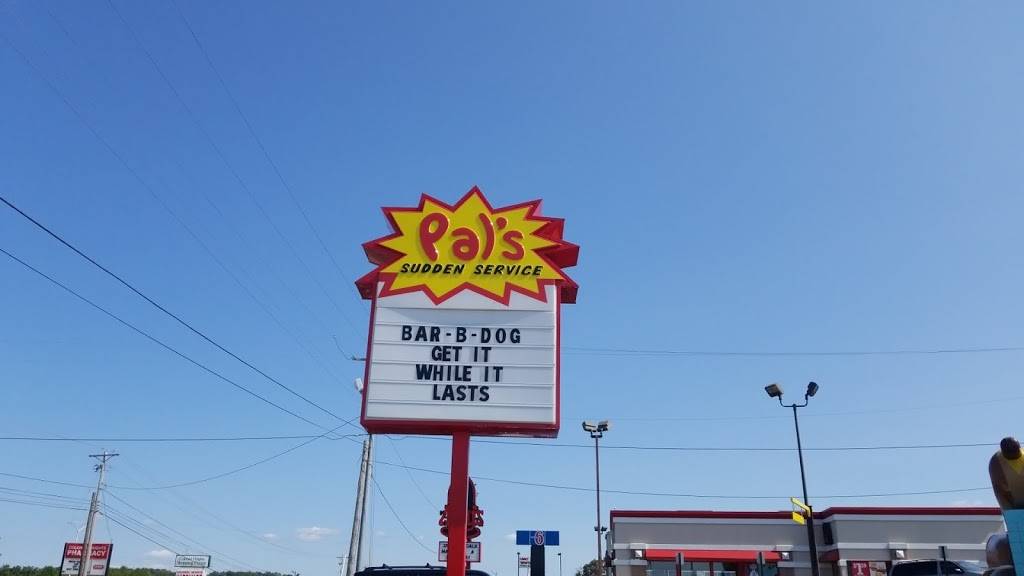 Pal's
SUDDEN SERVICE
BAR-B-DOG
GET IT
WHILE IT
LASTS
PHARMACY
6
T